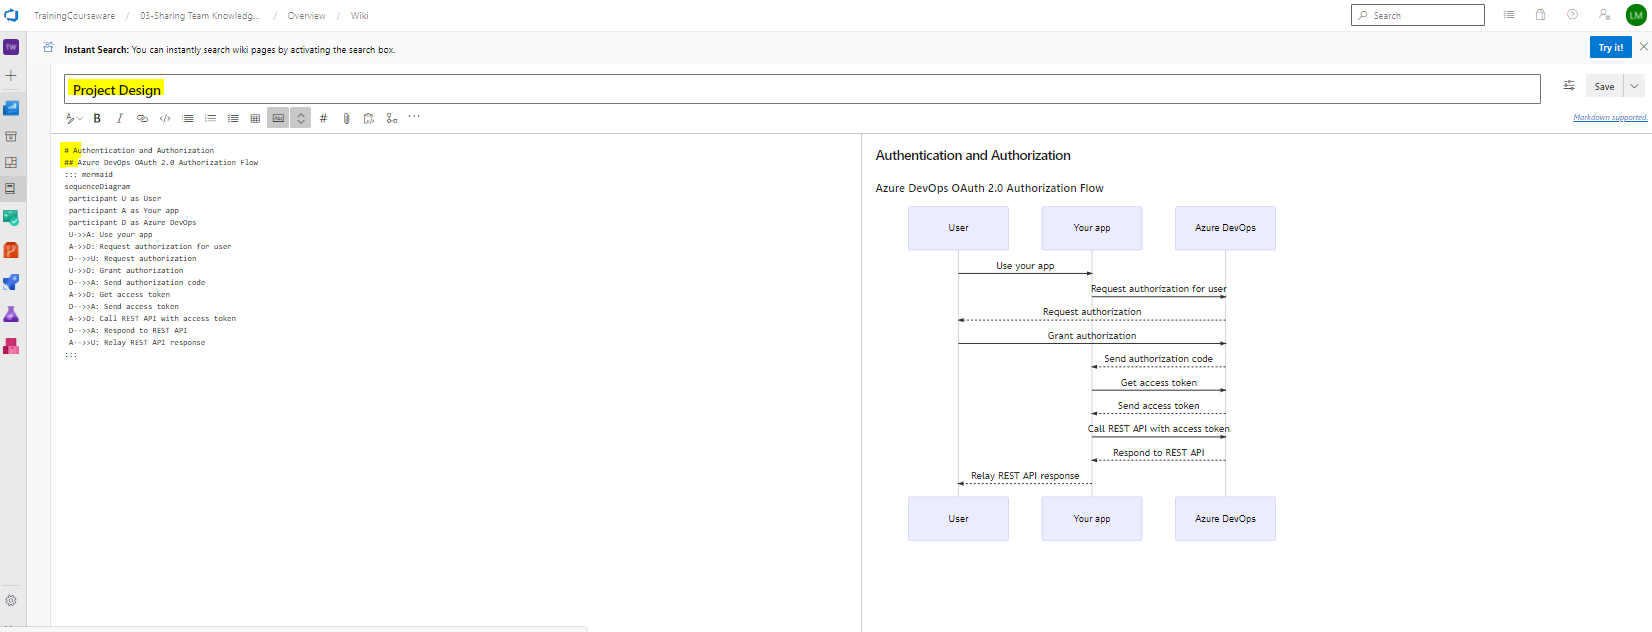 TrainingCourseware / 03-Sharing Team Knowledg... / Overview / Wiki
Search
LM
TW
Instant Search: You can instantly search wiki pages by activating the search box.
Try it!
Project Design
Save
B I </> # ...
Markdown supported.
# Authentication and Authorization
## Azure DevOps OAuth 2.0 Authorization Flow
::: mermaid
sequenceDiagram
participant U as User
participant A as Your app
participant D as Azure DevOps
U->>A: Use your app
A->>D: Request authorization for user
D-->>U: Request authorization
U->>D: Grant authorization
D-->>A: Send authorization code
A->>D: Get access token
D-->>A: Send access token
A->>D: Call REST API with access token
D-->>A: Respond to REST API
A-->>U: Relay REST API response
:::
Authentication and Authorization
Azure DevOps OAuth 2.0 Authorization Flow
User
Your app
Azure DevOps
Use your app
Request authorization for user
Request authorization
Grant authorization
Send authorization code
Get access token
Send access token
Call REST API with access token
Respond to REST API
Relay REST API response
User
Your app
Azure DevOps